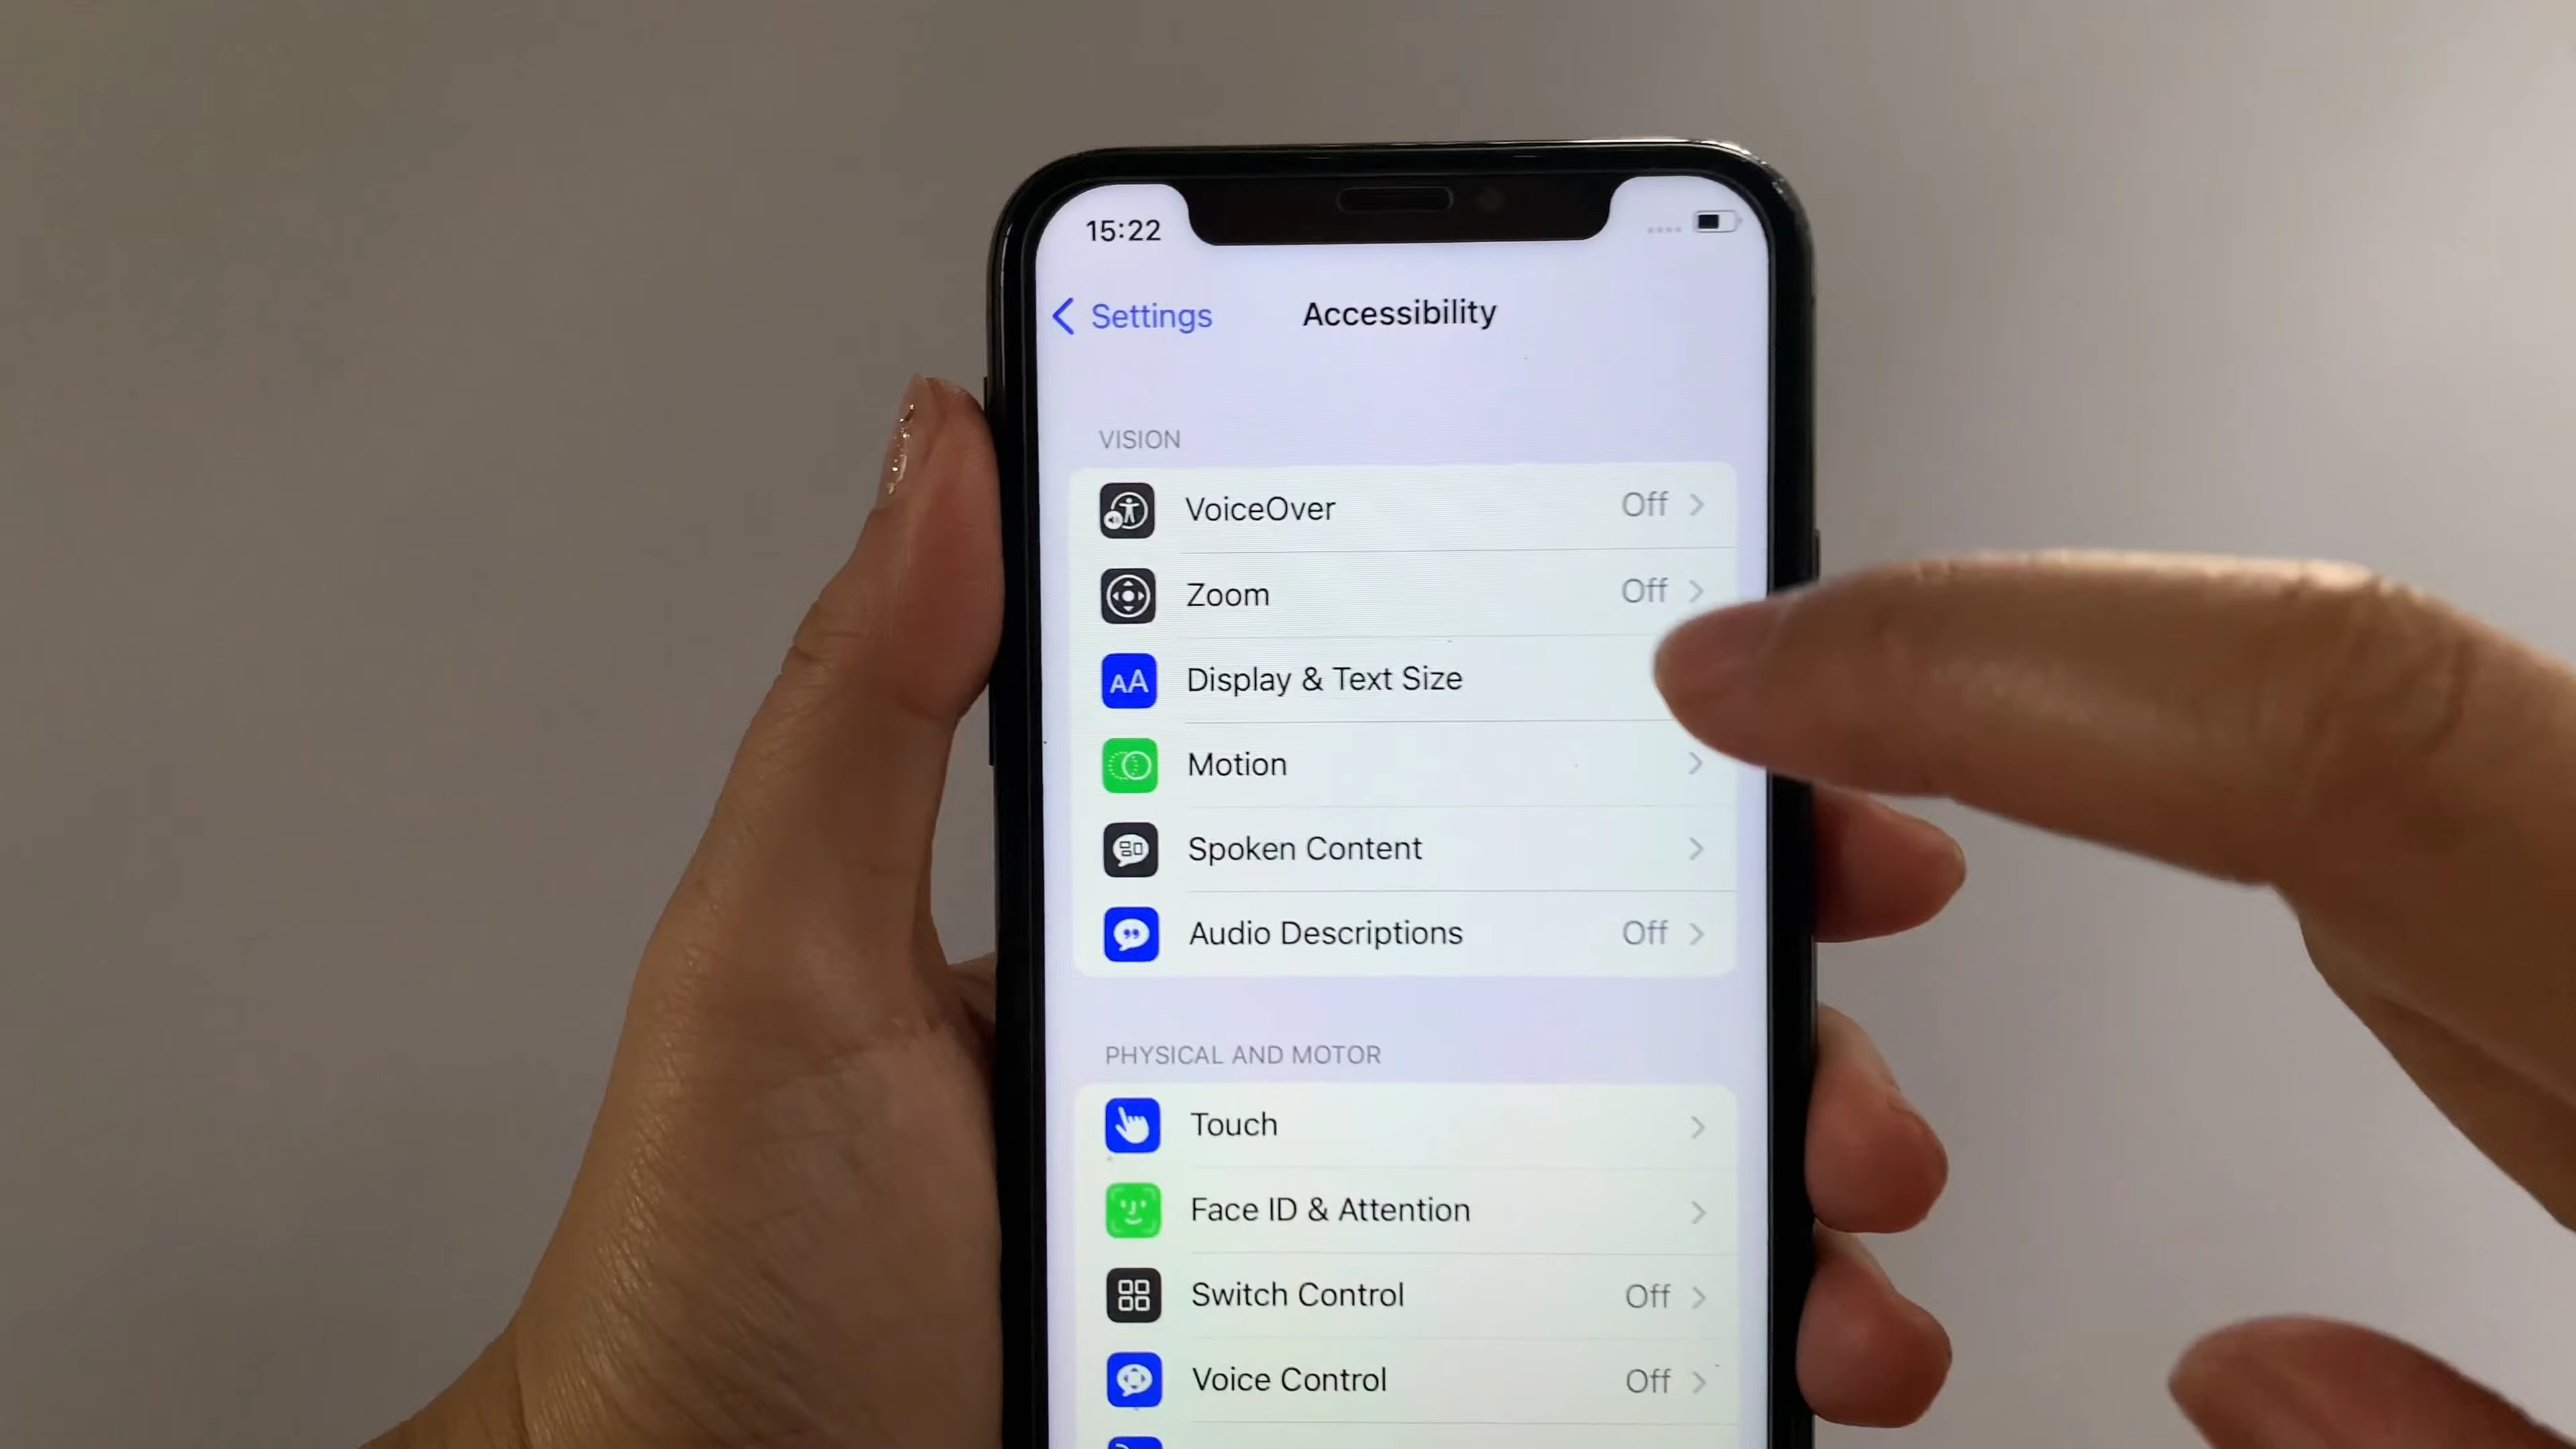 15:22
Settings
Accessibility
VISION
VoiceOver Off
Zoom Off
AA Display & Text Size
Motion
Spoken Content
Audio Descriptions Off
PHYSICAL AND MOTOR
Touch
Face ID & Attention
Switch Control Off
Voice Control Off